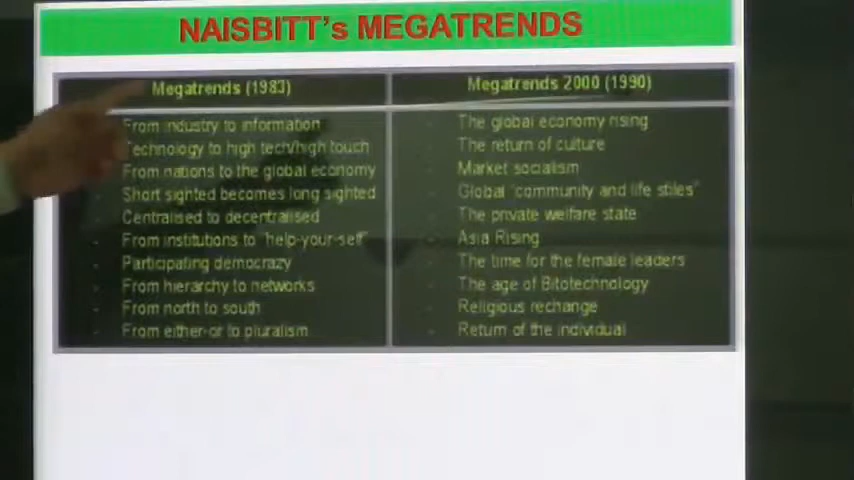 NAISBITT's MEGATRENDS
Megatrends (1983)
From industry to information
Technology to high tech/high touch
From nations to the global economy
Short sighted becomes long sighted
Centralised to decentralised
From institutions to "help-your-self"
Participating democrazy
From hierarchy to networks
From north to south
From either-or to pluralism
Megatrends 2000 (1990)
The global economy rising
The return of culture
Market socialism
Global "community and life stiles"
The private welfare state
Asia Rising
The time for the female leaders
The age of Bitotechnology
Religious rechange
Return of the individual